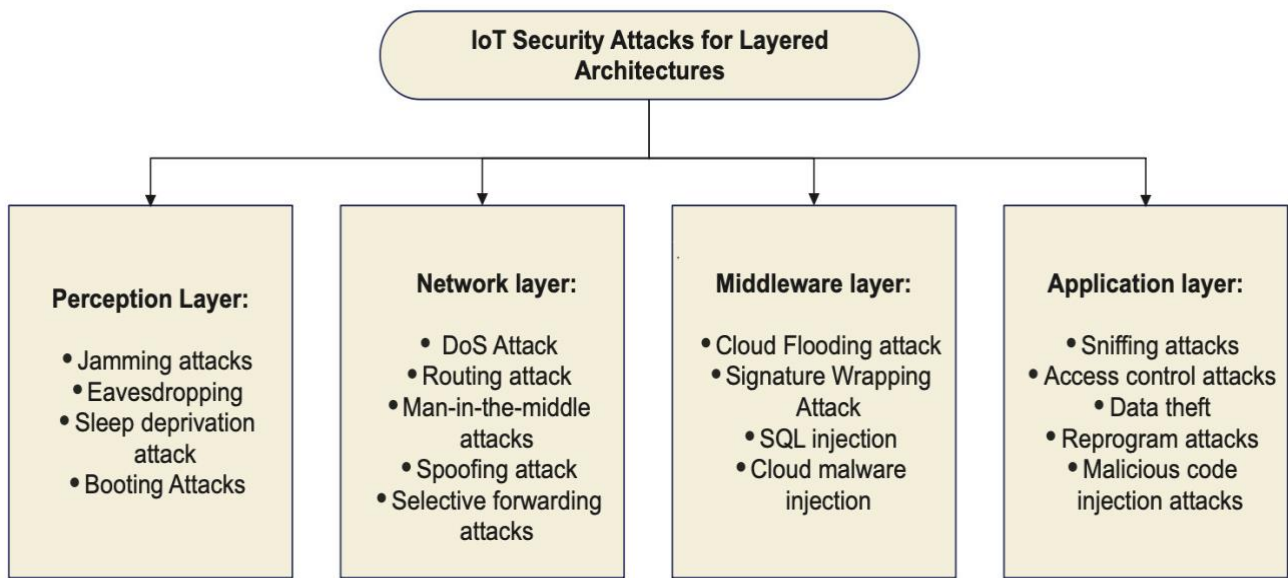 IoT Security Attacks for Layered
Architectures
Perception Layer:
• Jamming attacks
• Eavesdropping
• Sleep deprivation
attack
• Booting Attacks
Network layer:
• DoS Attack
• Routing attack
• Man-in-the-middle
attacks
• Spoofing attack
• Selective forwarding
attacks
Middleware layer:
• Cloud Flooding attack
• Signature Wrapping
Attack
• SQL injection
• Cloud malware
injection
Application layer:
• Sniffing attacks
• Access control attacks
• Data theft
• Reprogram attacks
• Malicious code
injection attacks